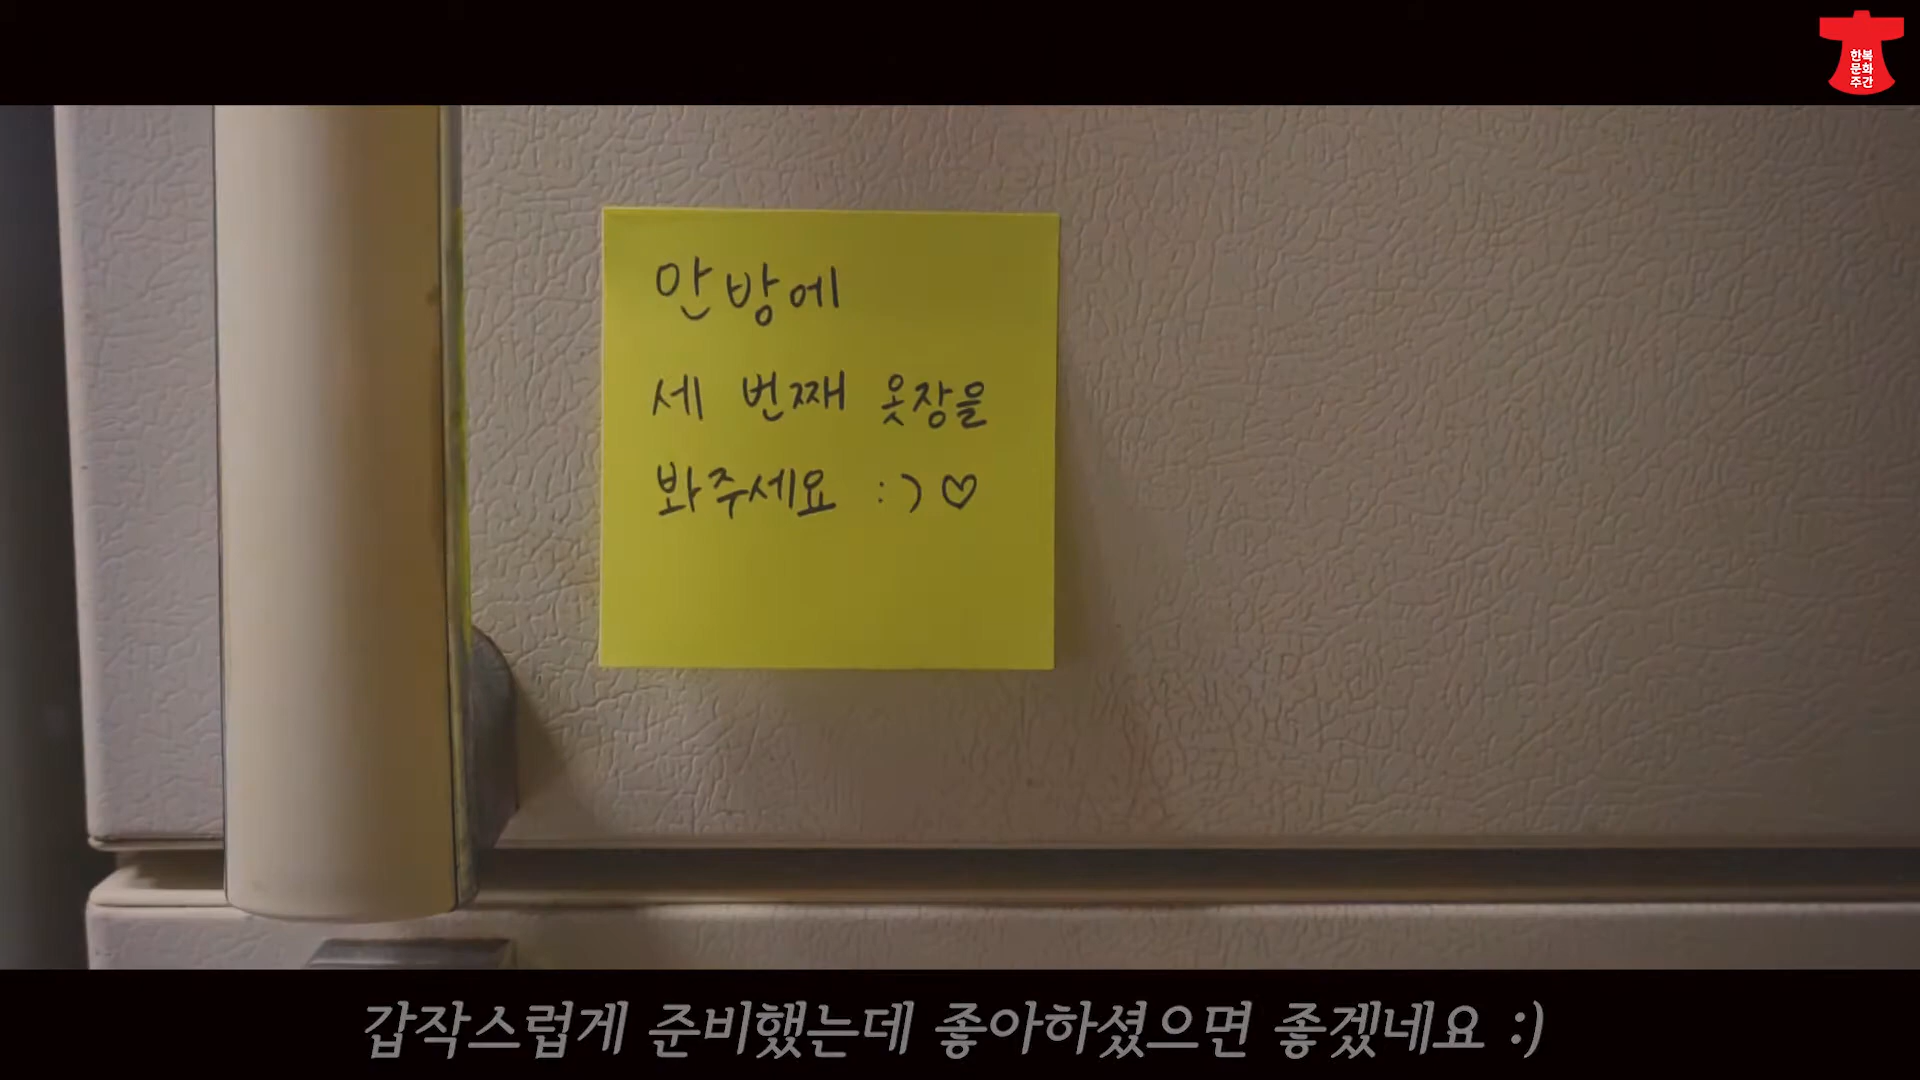 한복
문화
주간
안방에
세 번째 옷장을
봐주세요 :) ♡
갑작스럽게 준비했는데 좋아하셨으면 좋겠네요 :)